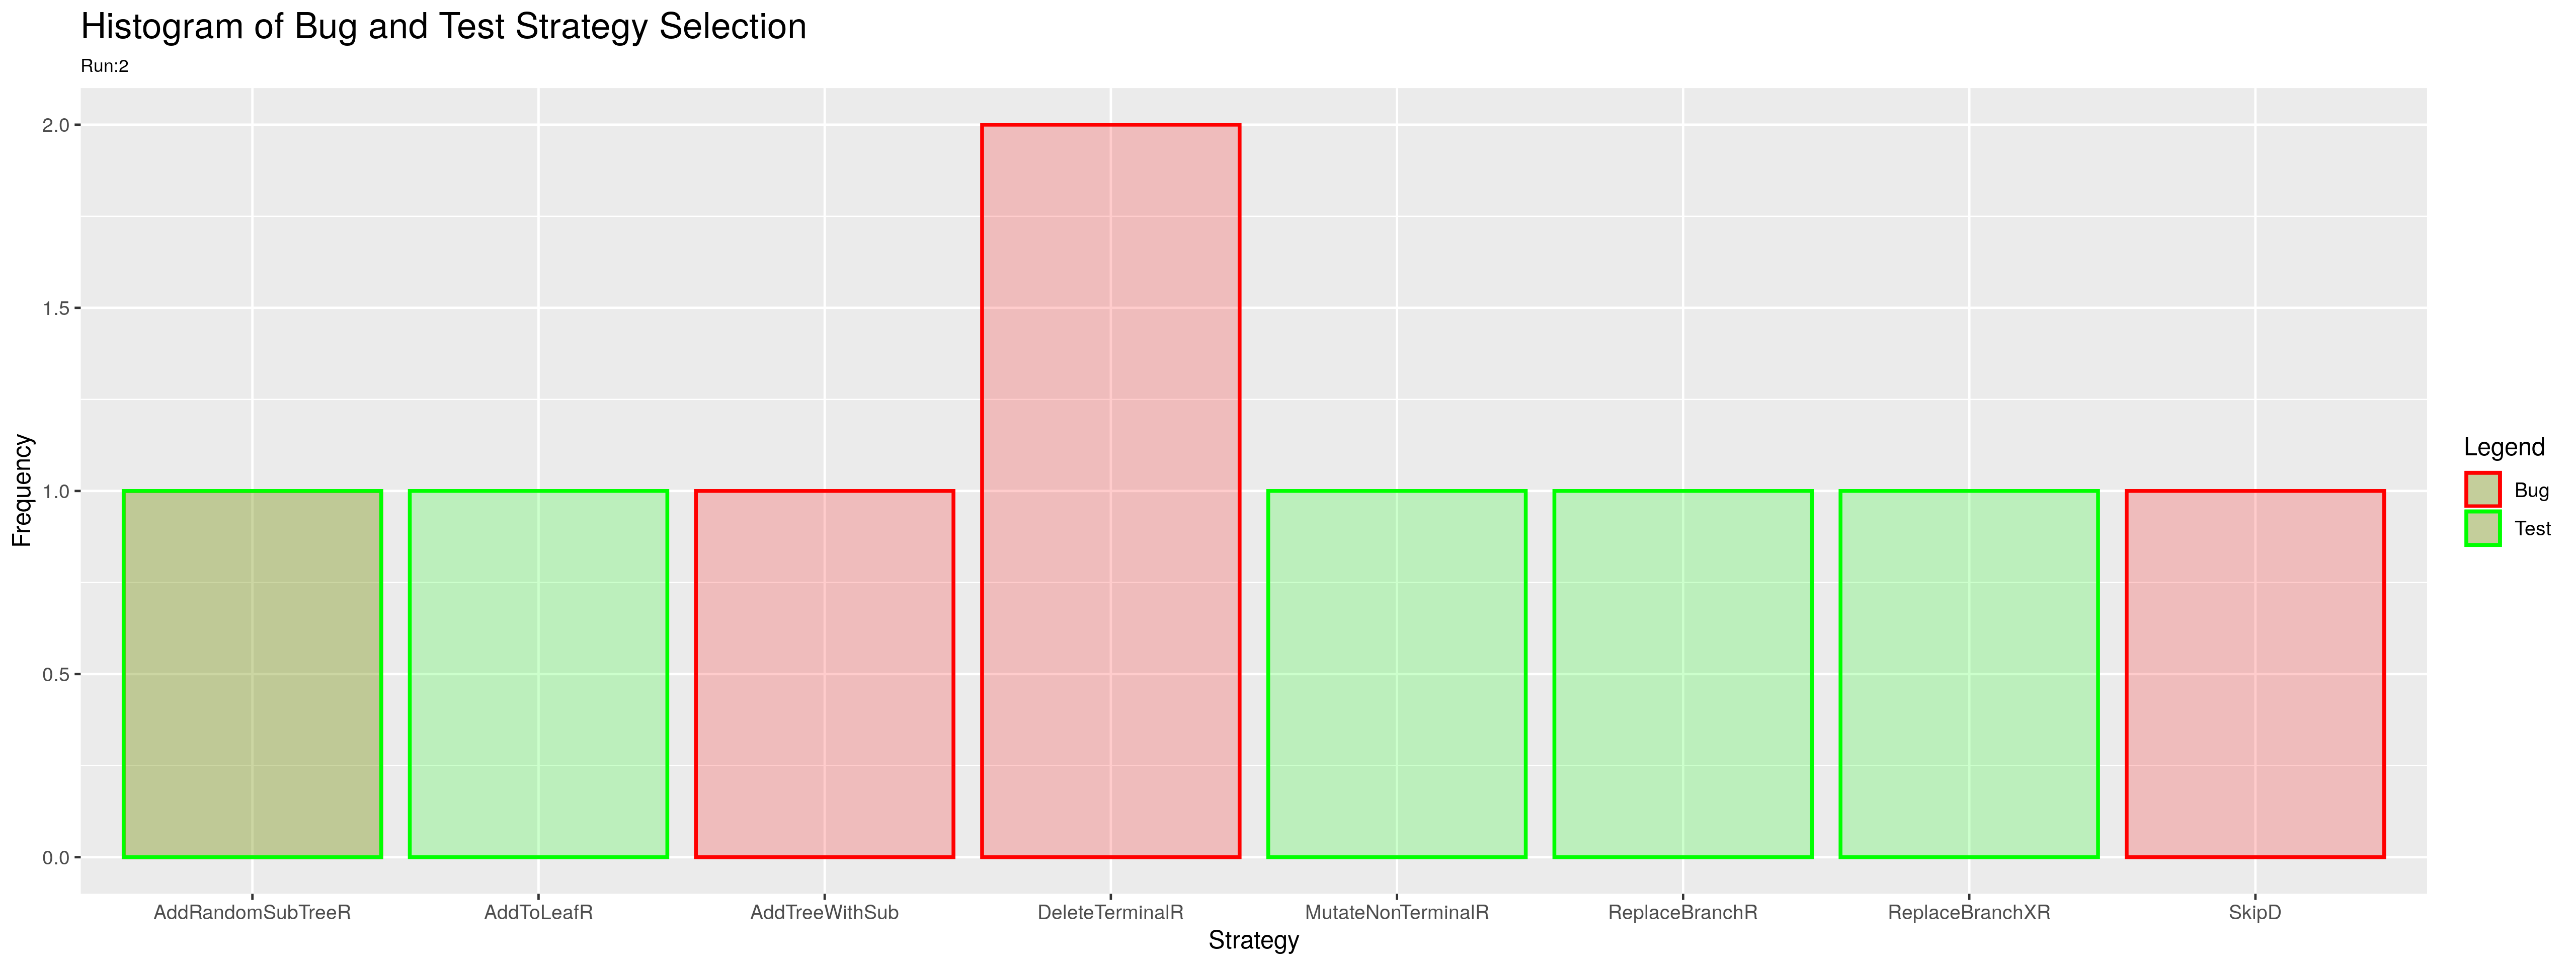 Histogram of Bug and Test Strategy Selection
Run:2
2.0
1.5
1.0
0.5
0.0
Frequency
AddRandomSubTreeR AddToLeafR AddTreeWithSub DeleteTerminalR MutateNonTerminalR ReplaceBranchR ReplaceBranchXR SkipD
Strategy
Legend
Bug
Test